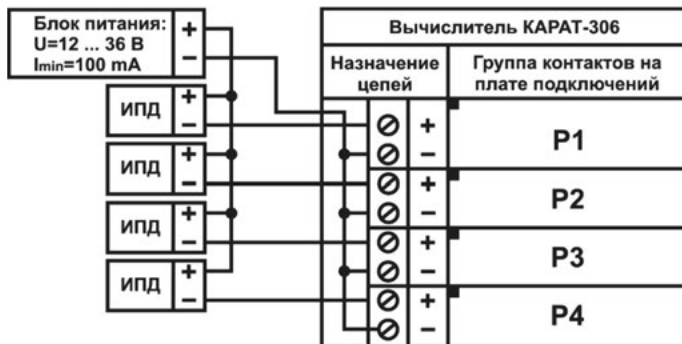 Блок питания:
U=12 ... 36 В
Imin=100 mA
+
−
ИПД
+
−
ИПД
+
−
ИПД
+
−
ИПД
+
−
Вычислитель КАРАТ-306
Назначение
цепей
Группа контактов на
плате подключений
+
−
P1
+
−
P2
+
−
P3
+
−
P4